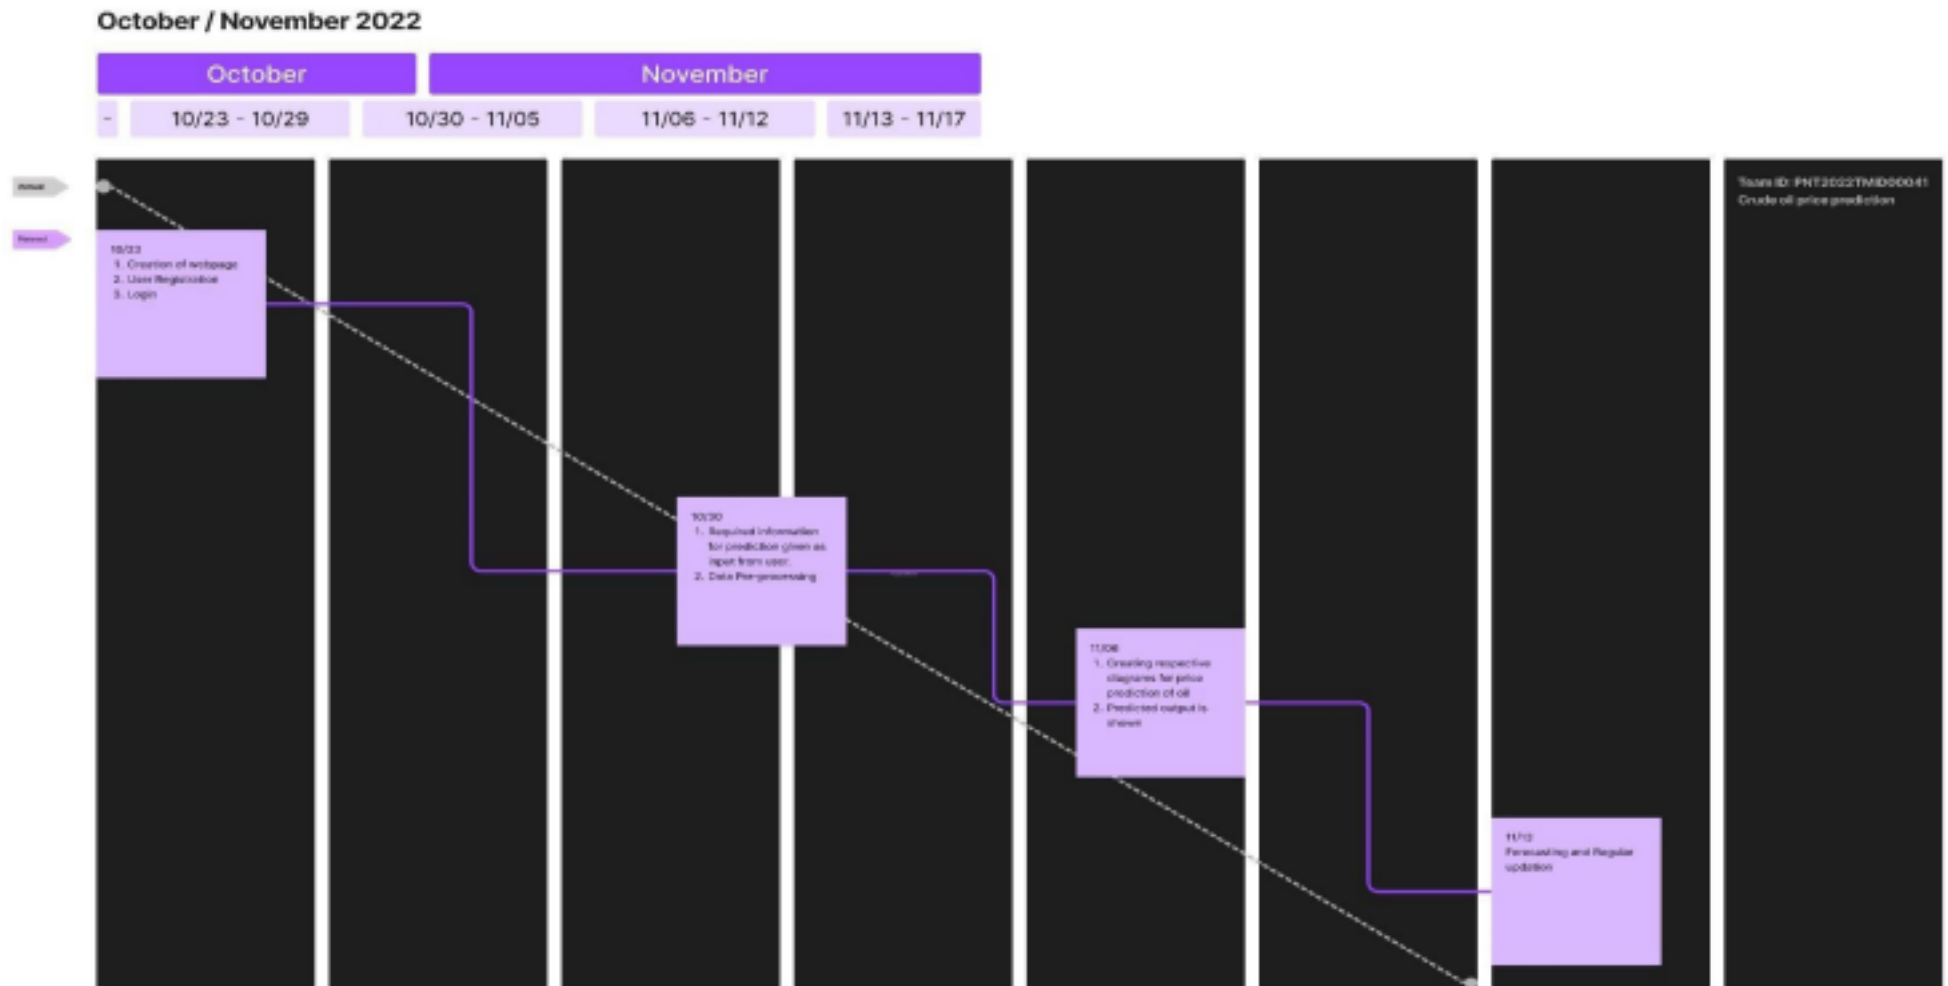 October / November 2022
October
November
-
10/23 - 10/29
10/30 - 11/05
11/06 - 11/12
11/13 - 11/17
Team ID: PNT2022TMID00041
Crude oil price prediction
1. Creation of webpage
2. User Registration
3. Login
10/30
1. Required information
for prediction given as
input from user.
2. Data Pre-processing
11/06
1. Creating respective
diagrams for price
prediction of oil
2. Predicted output is
shown
Forecasting and Regular
updation